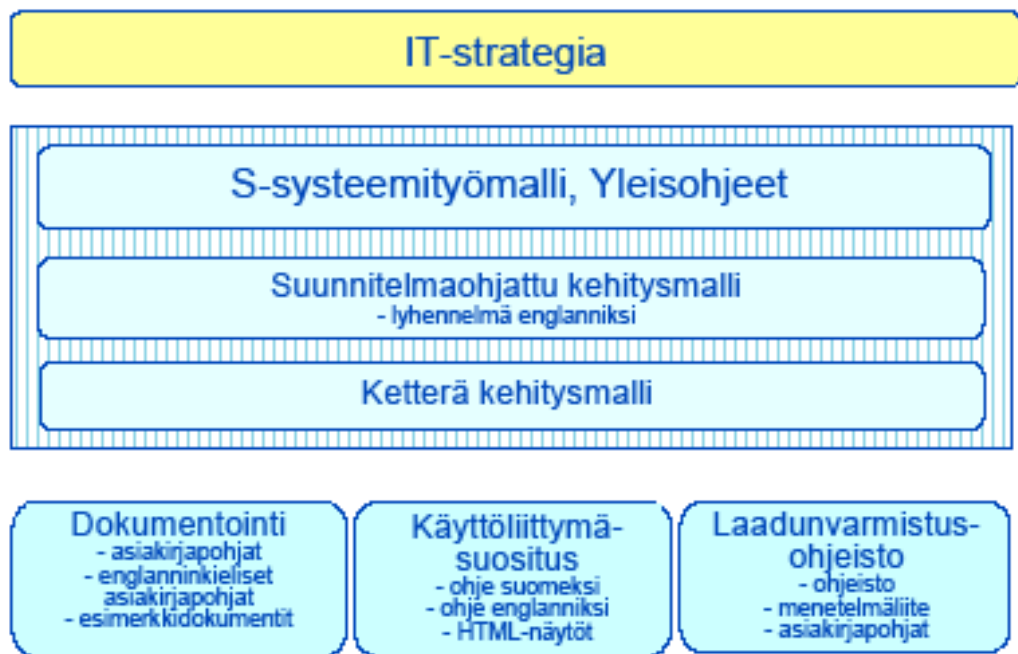 IT-strategia
S-systeemityömalli, Yleisohjeet
Suunnitelmaohjattu kehitysmalli
- lyhennelmä englanniksi
Ketterä kehitysmalli
Dokumentointi
- asiakirjapohjat
- englanninkieliset
asiakirjapohjat
- esimerkkidokumentit
Käyttöliittymä-
suositus
- ohje suomeksi
- ohje englanniksi
- HTML-näytöt
Laadunvarmistus-
ohjeisto
- ohjeisto
- menetelmäliite
- asiakirjapohjat